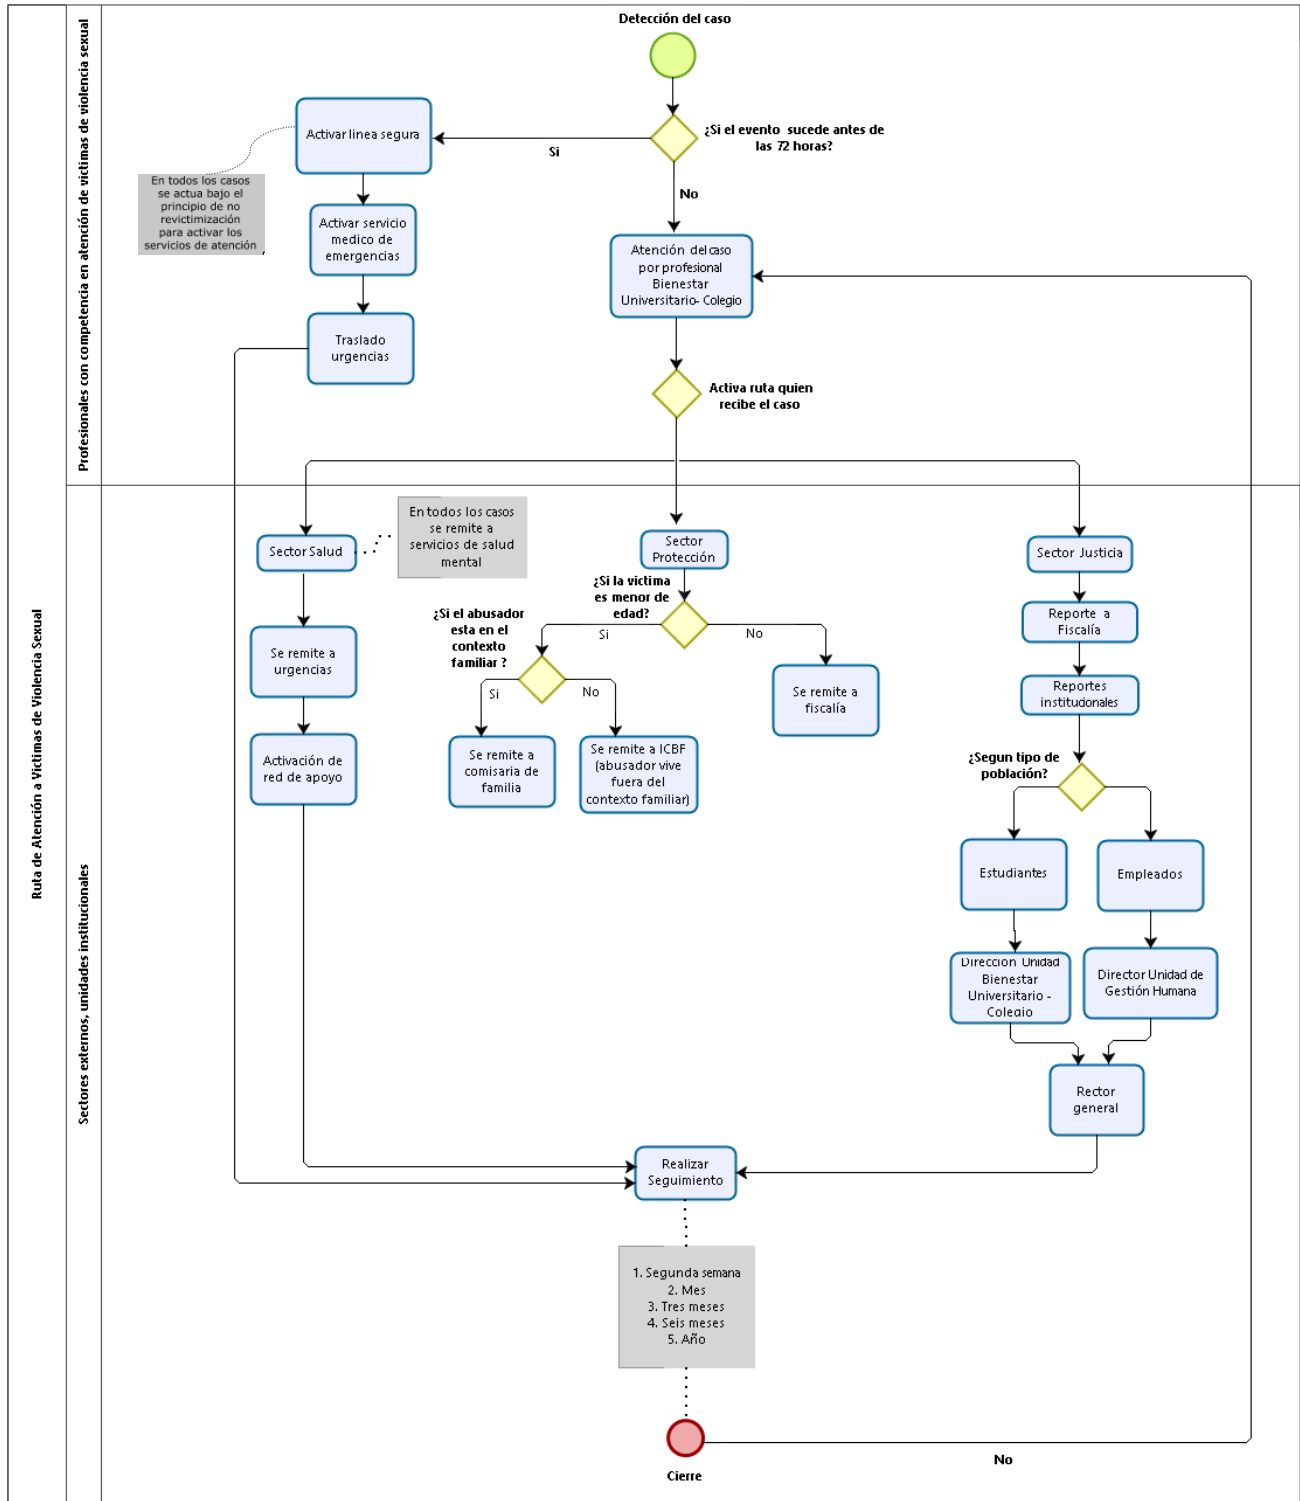 Ruta de Atención a Victimas de Violencia Sexual
Profesionales con competencia en atención de victimas de violencia sexual
Detección del caso
¿Si el evento sucede antes de
las 72 horas?
Si
No
Activar linea segura
En todos los casos
se actua bajo el
principio de no
revictimización
para activar los
servicios de atención
Activar servicio
medico de
emergencias
Traslado
urgencias
Atención del caso
por profesional
Bienestar
Universitario- Colegio
Activa ruta quien
recibe el caso
Sectores externos, unidades institucionales
Sector Salud
En todos los casos
se remite a
servicios de salud
mental
Se remite a
urgencias
Activación de
red de apoyo
Sector
Protección
¿Si la victima
es menor de
edad?
Si
No
¿Si el abusador
esta en el
contexto
familiar ?
Si
No
Se remite a
comisaria de
familia
Se remite a ICBF
(abusador vive
fuera del
contexto familiar)
Se remite a
fiscalía
Sector Justicia
Reporte a
Fiscalía
Reportes
institucionales
¿Segun tipo de
población?
Estudiantes
Empleados
Dirección Unidad
Bienestar
Universitario -
Colegio
Director Unidad de
Gestión Humana
Rector
general
Realizar
Seguimiento
1. Segunda semana
2. Mes
3. Tres meses
4. Seis meses
5. Año
Cierre
No